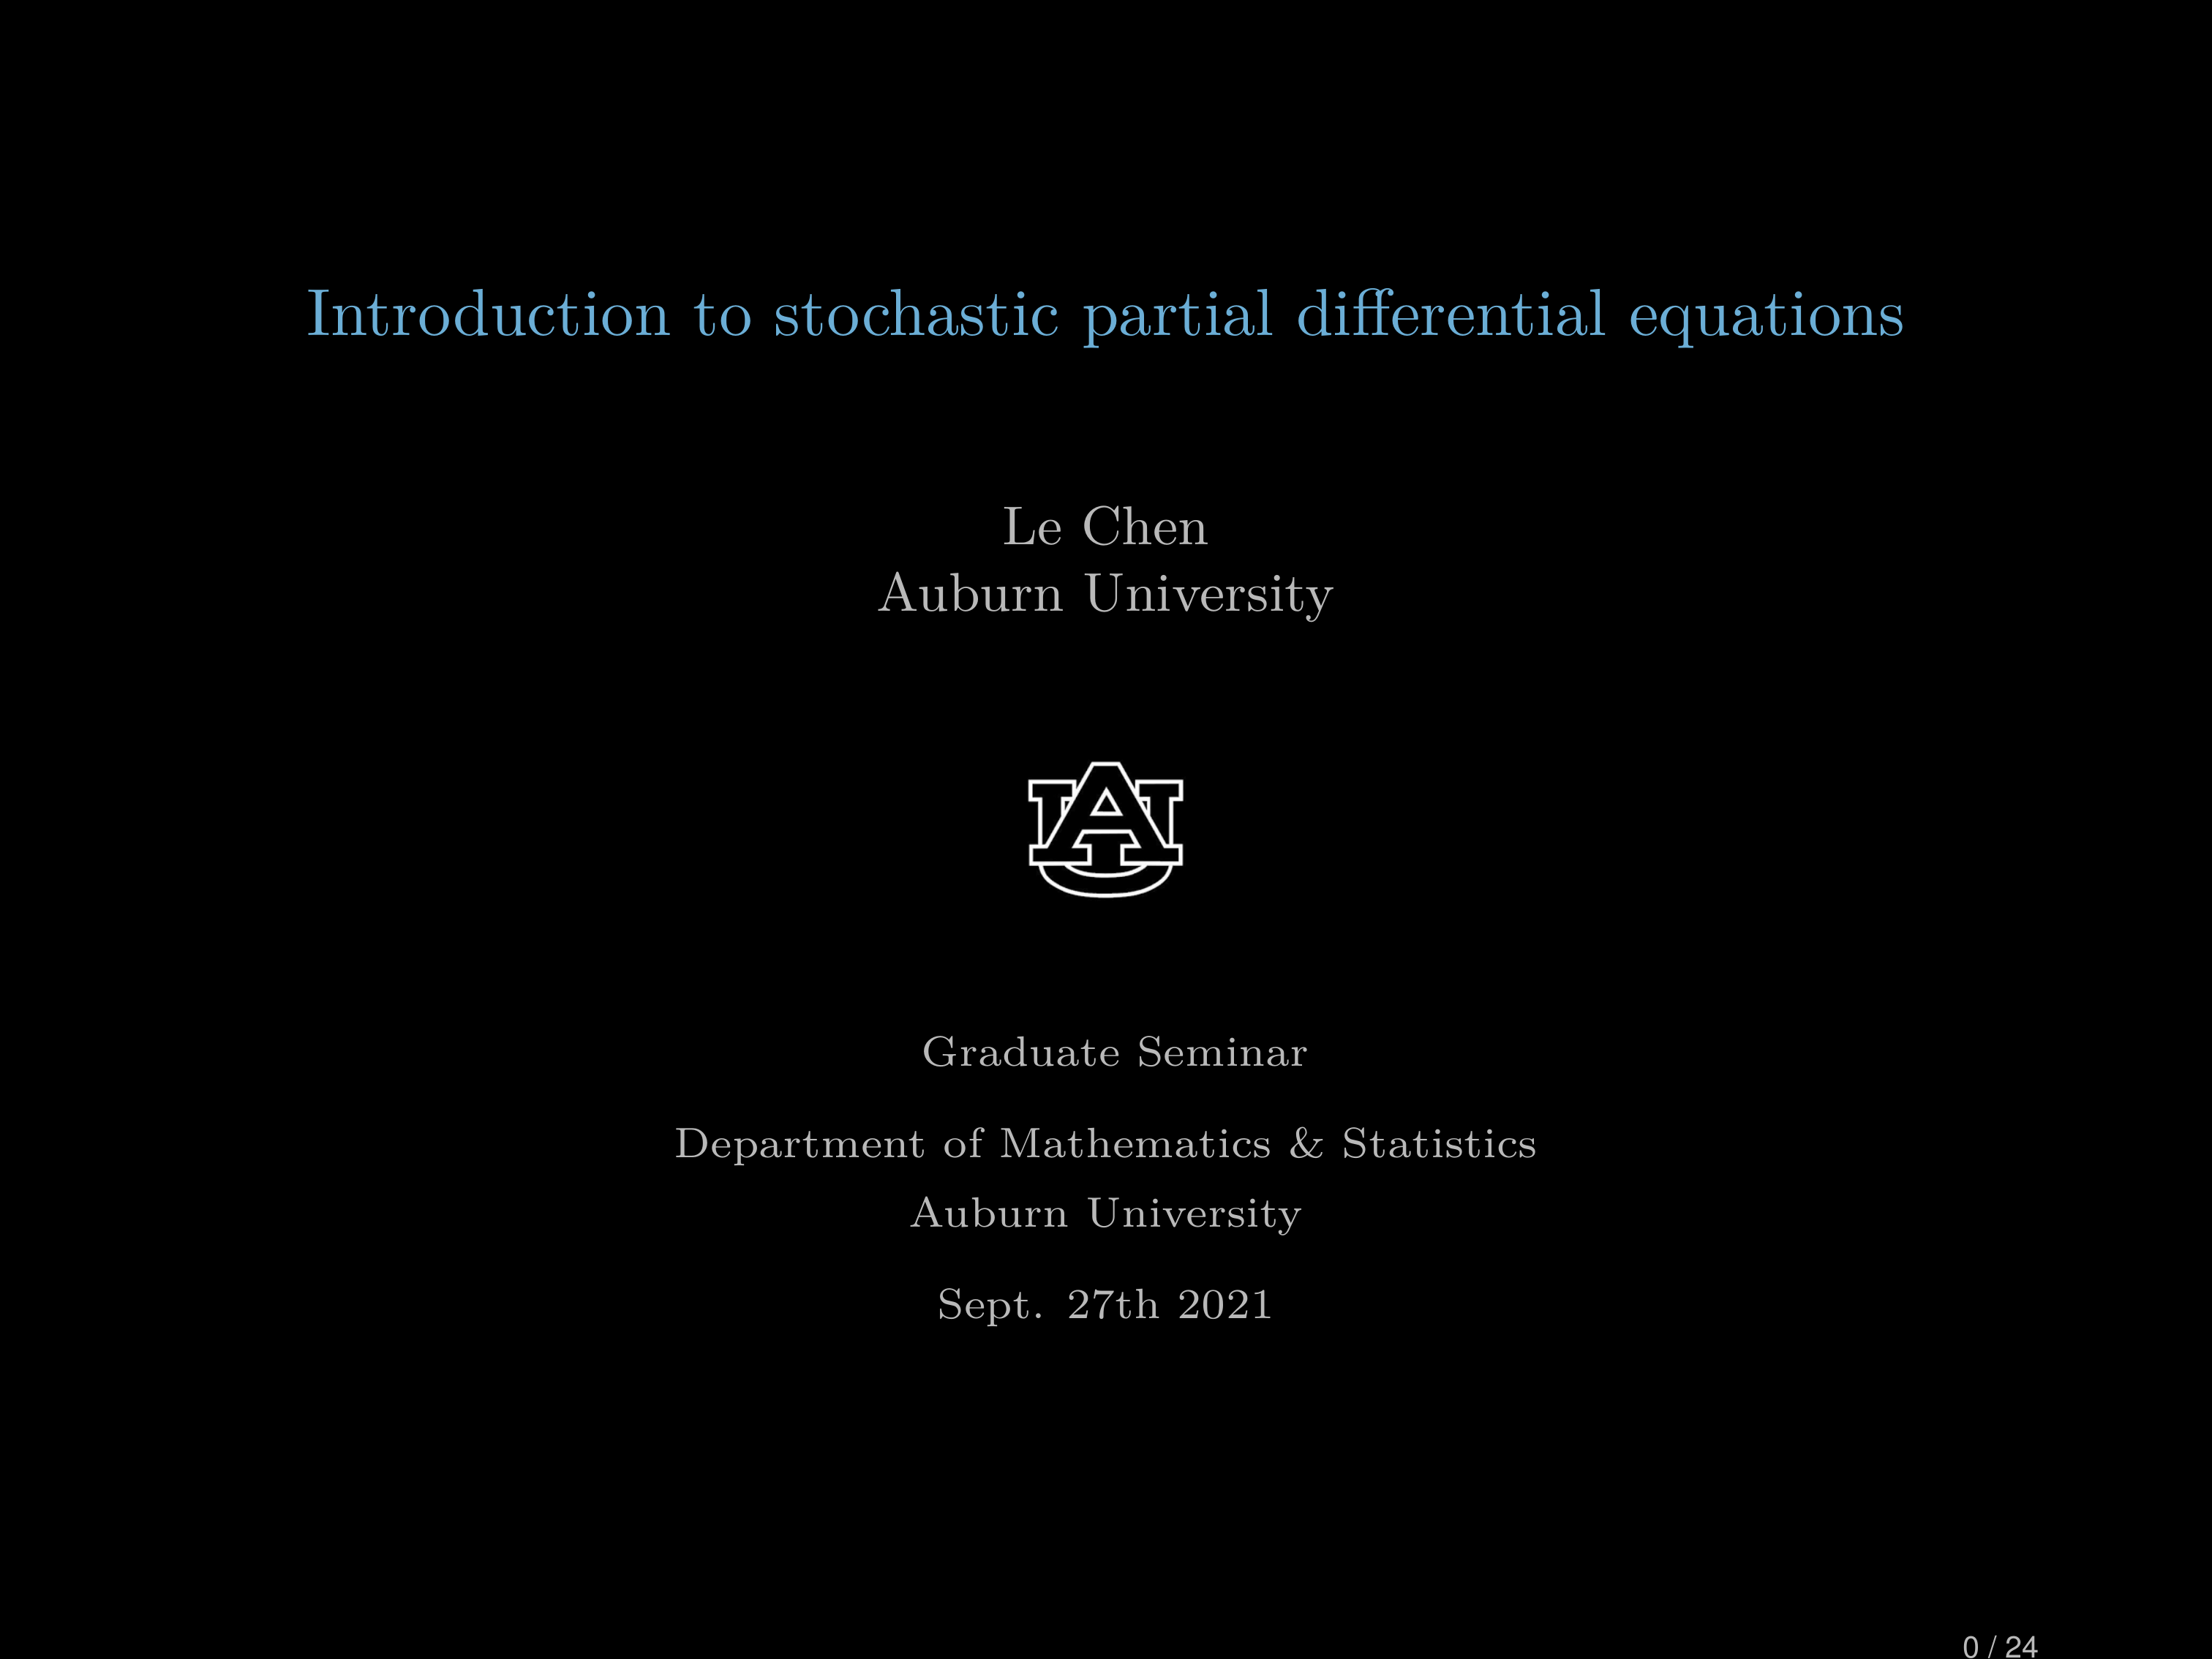 Introduction to stochastic partial differential equations
Le Chen
Auburn University
AU
Graduate Seminar
Department of Mathematics & Statistics
Auburn University
Sept. 27th 2021
0 / 24